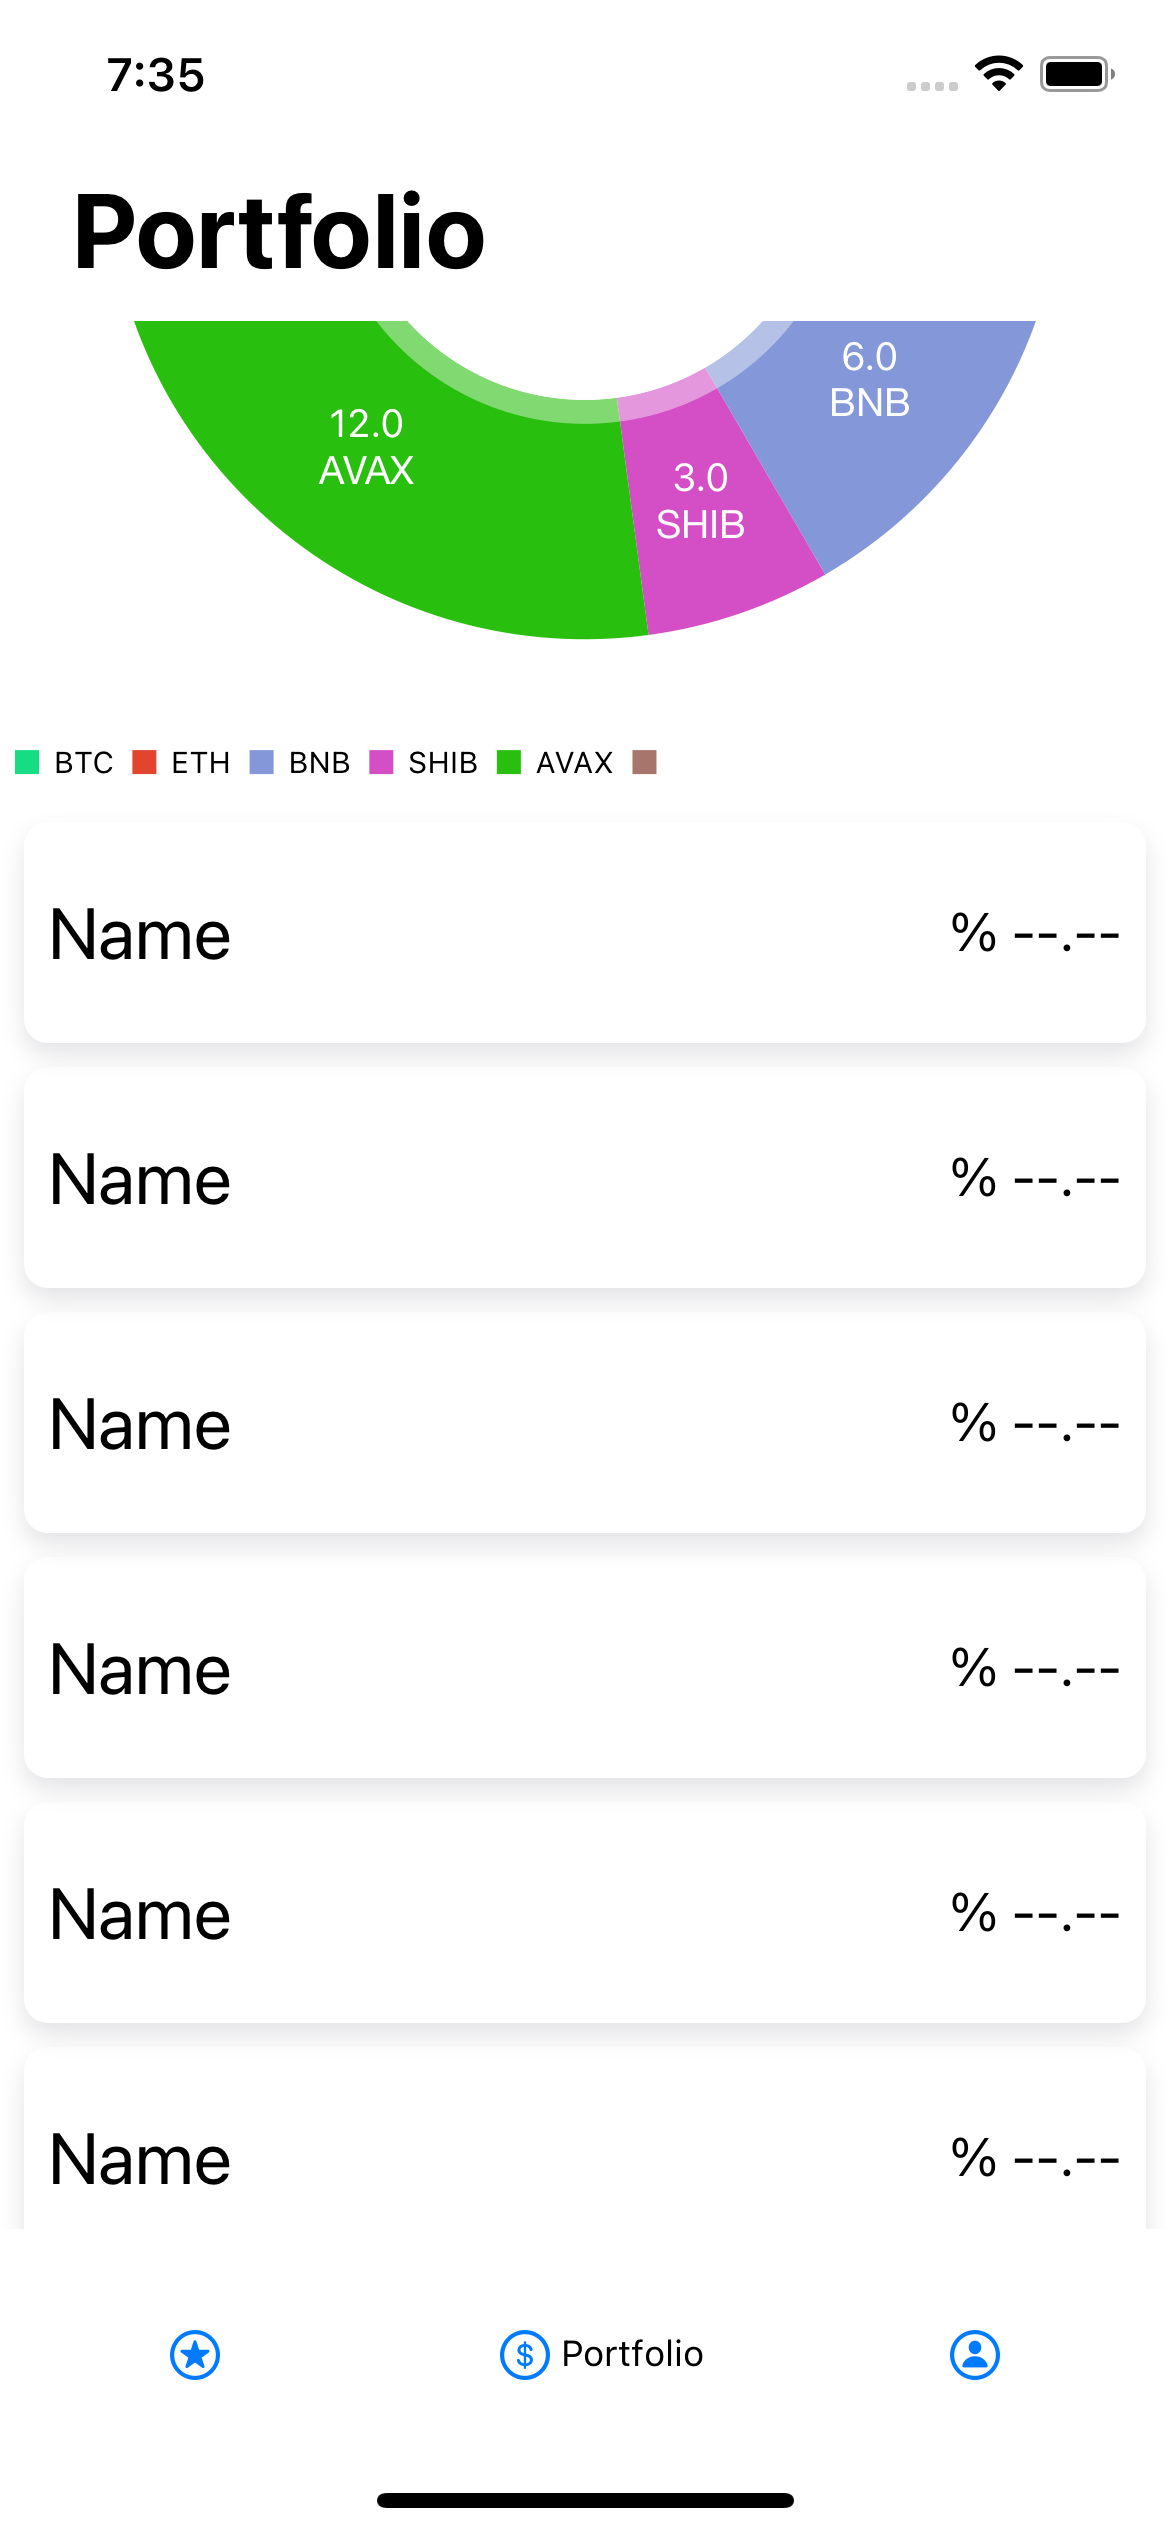 7:35
Portfolio
6.0
BNB
12.0
AVAX
3.0
SHIB
BTC ETH BNB SHIB AVAX
Name % --.--
Name % --.--
Name % --.--
Name % --.--
Name % --.--
Name % --.--
$ Portfolio